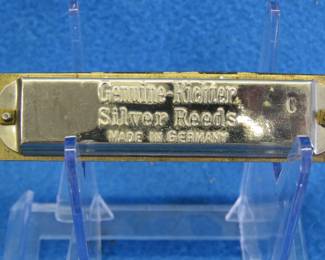 Genuine-Richter
Silver Reeds
MADE IN GERMANY
C